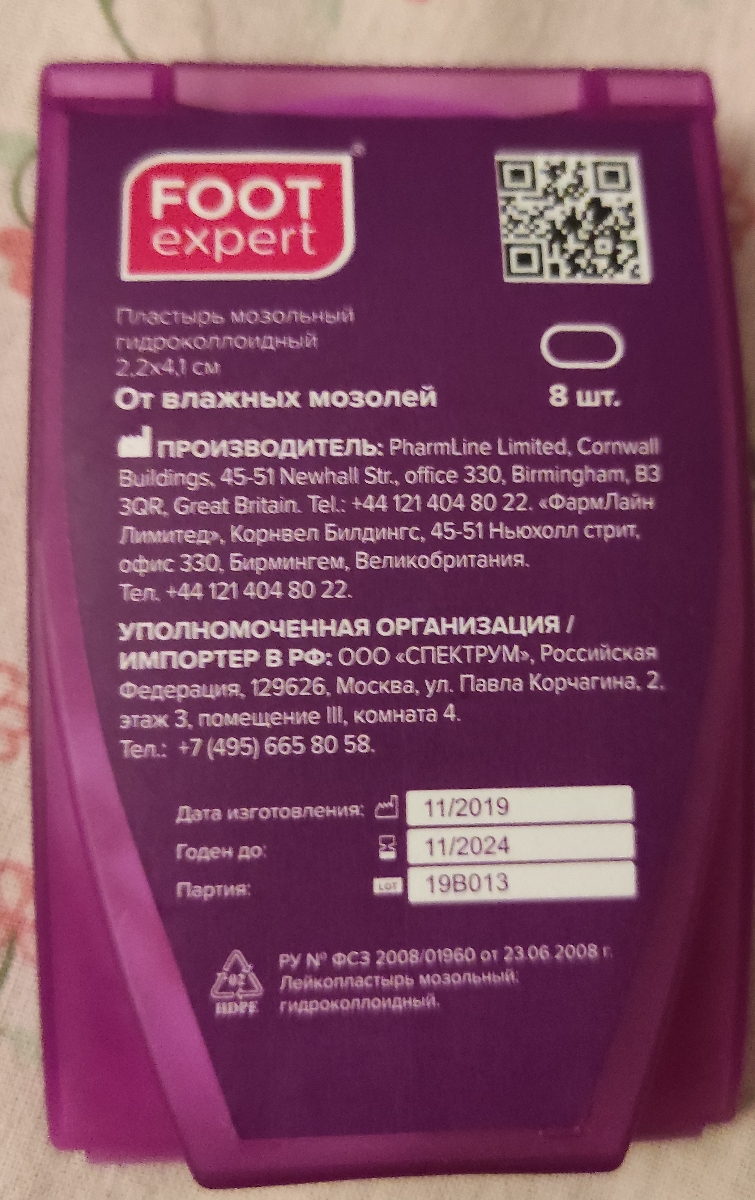 FOOT
expert
Пластырь мозольный
гидроколлоидный
2,2х4,1 см
От влажных мозолей
8 шт.
ПРОИЗВОДИТЕЛЬ: PharmLine Limited, Cornwall
Buildings, 45-51 Newhall Str., office 330, Birmingham, B3
3QR, Great Britain. Tel.: +44 121 404 80 22. «ФармЛайн
Лимитед», Корнвел Билдингс, 45-51 Ньюхолл стрит,
офис 330, Бирмингем, Великобритания.
Тел. +44 121 404 80 22.
УПОЛНОМОЧЕННАЯ ОРГАНИЗАЦИЯ /
ИМПОРТЕР В РФ: ООО «СПЕКТРУМ», Российская
Федерация, 129626, Москва, ул. Павла Корчагина, 2,
этаж 3, помещение III, комната 4.
Тел.: +7 (495) 665 80 58.
Дата изготовления: 11/2019
Годен до: 11/2024
Партия: LOT 19B013
РУ № ФСЗ 2008/01960 от 23.06.2008 г.
Лейкопластырь мозольный:
гидроколлоидный.
02
HDPE